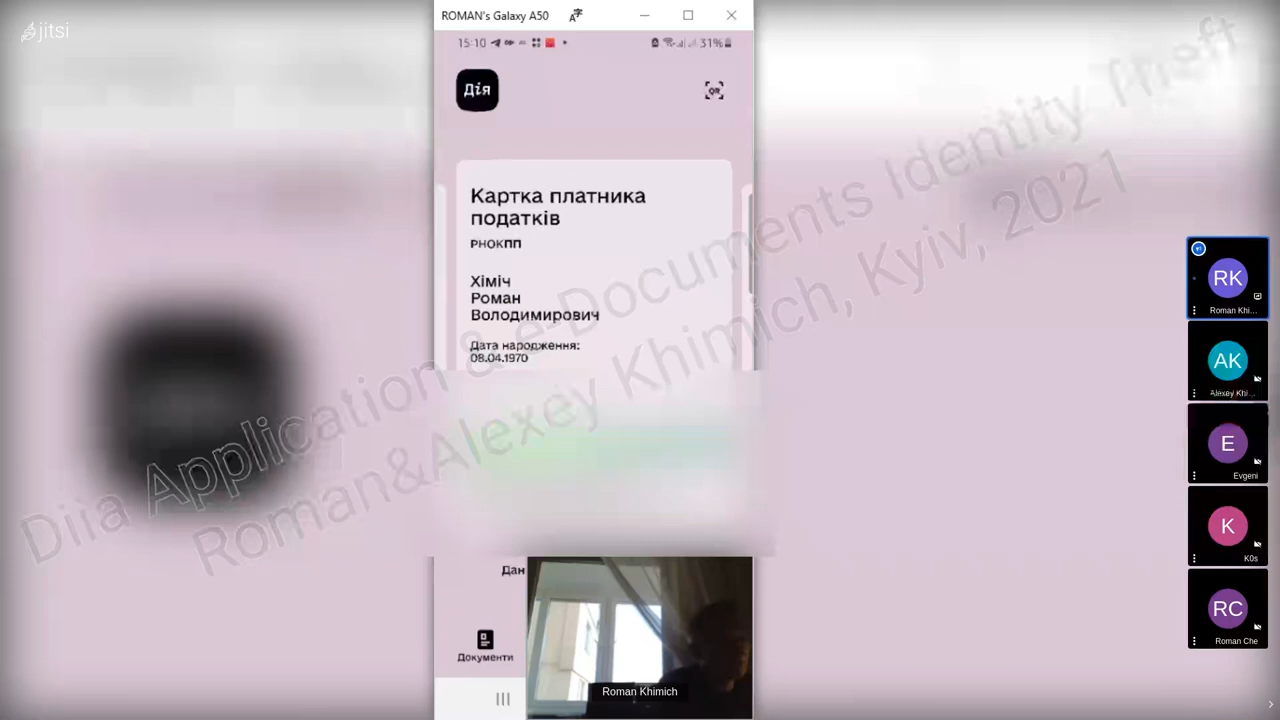 jitsi
ROMAN's Galaxy A50
15:10
31%
Дія
QR
Картка платника
податків
РНОКПП
Хіміч
Роман
Володимирович
Дата народження:
08.04.1970
Diia Application & e-Documents Identity Theft
Roman&Alexey Khimich, Kyiv, 2021
Дан
Документи
Roman Khimich
RK
Roman Khi...
AK
Alexey Khi...
E
Evgeni
K
K0s
RC
Roman Che